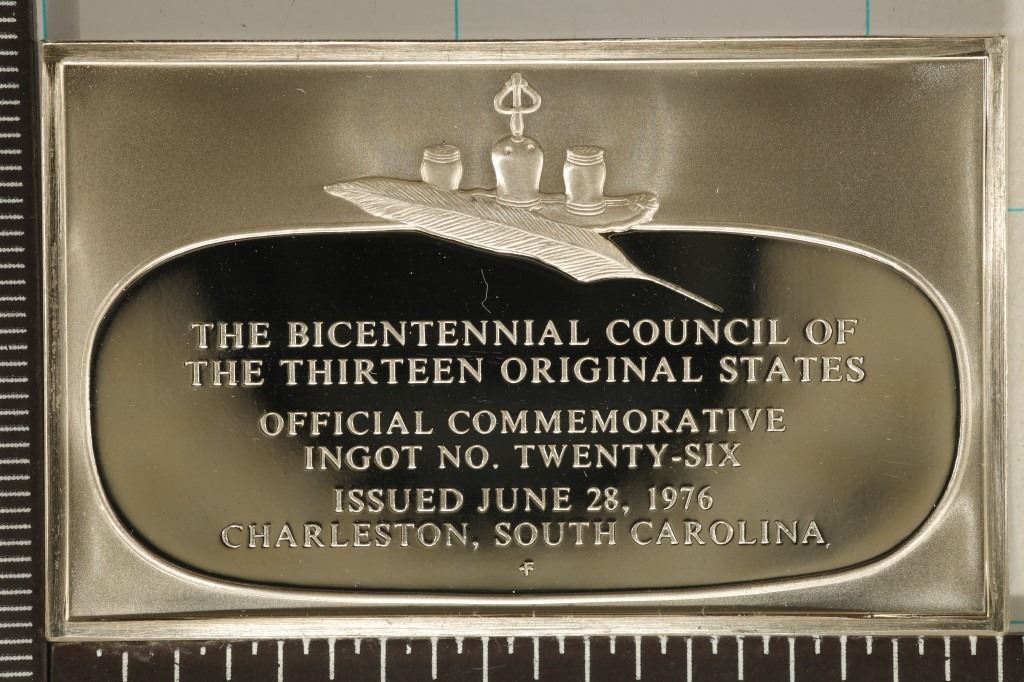 THE BICENTENNIAL COUNCIL OF
THE THIRTEEN ORIGINAL STATES
OFFICIAL COMMEMORATIVE
INGOT NO. TWENTY-SIX
ISSUED JUNE 28, 1976
CHARLESTON, SOUTH CAROLINA
F